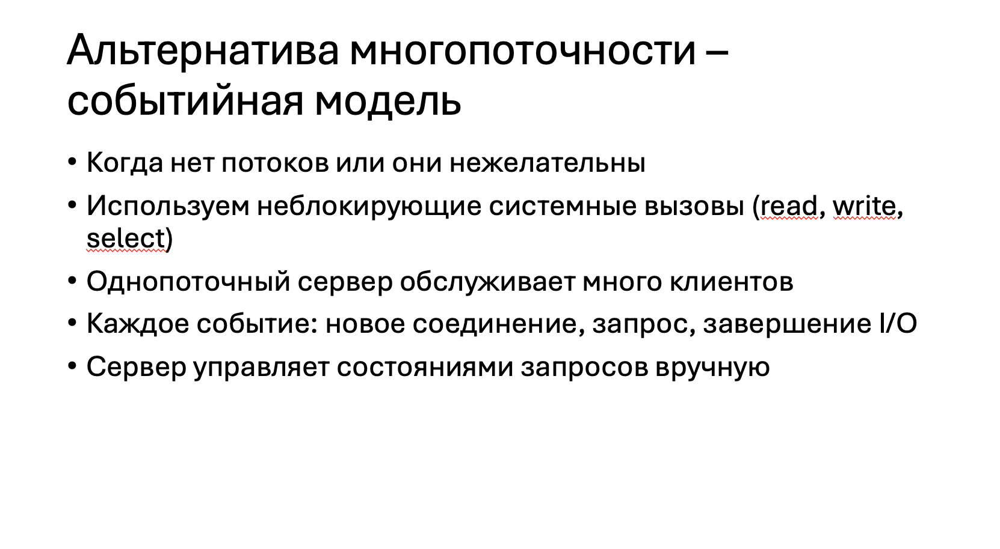 Альтернатива многопоточности –
событийная модель
• Когда нет потоков или они нежелательны
• Используем неблокирующие системные вызовы (read, write,
select)
• Однопоточный сервер обслуживает много клиентов
• Каждое событие: новое соединение, запрос, завершение I/O
• Сервер управляет состояниями запросов вручную